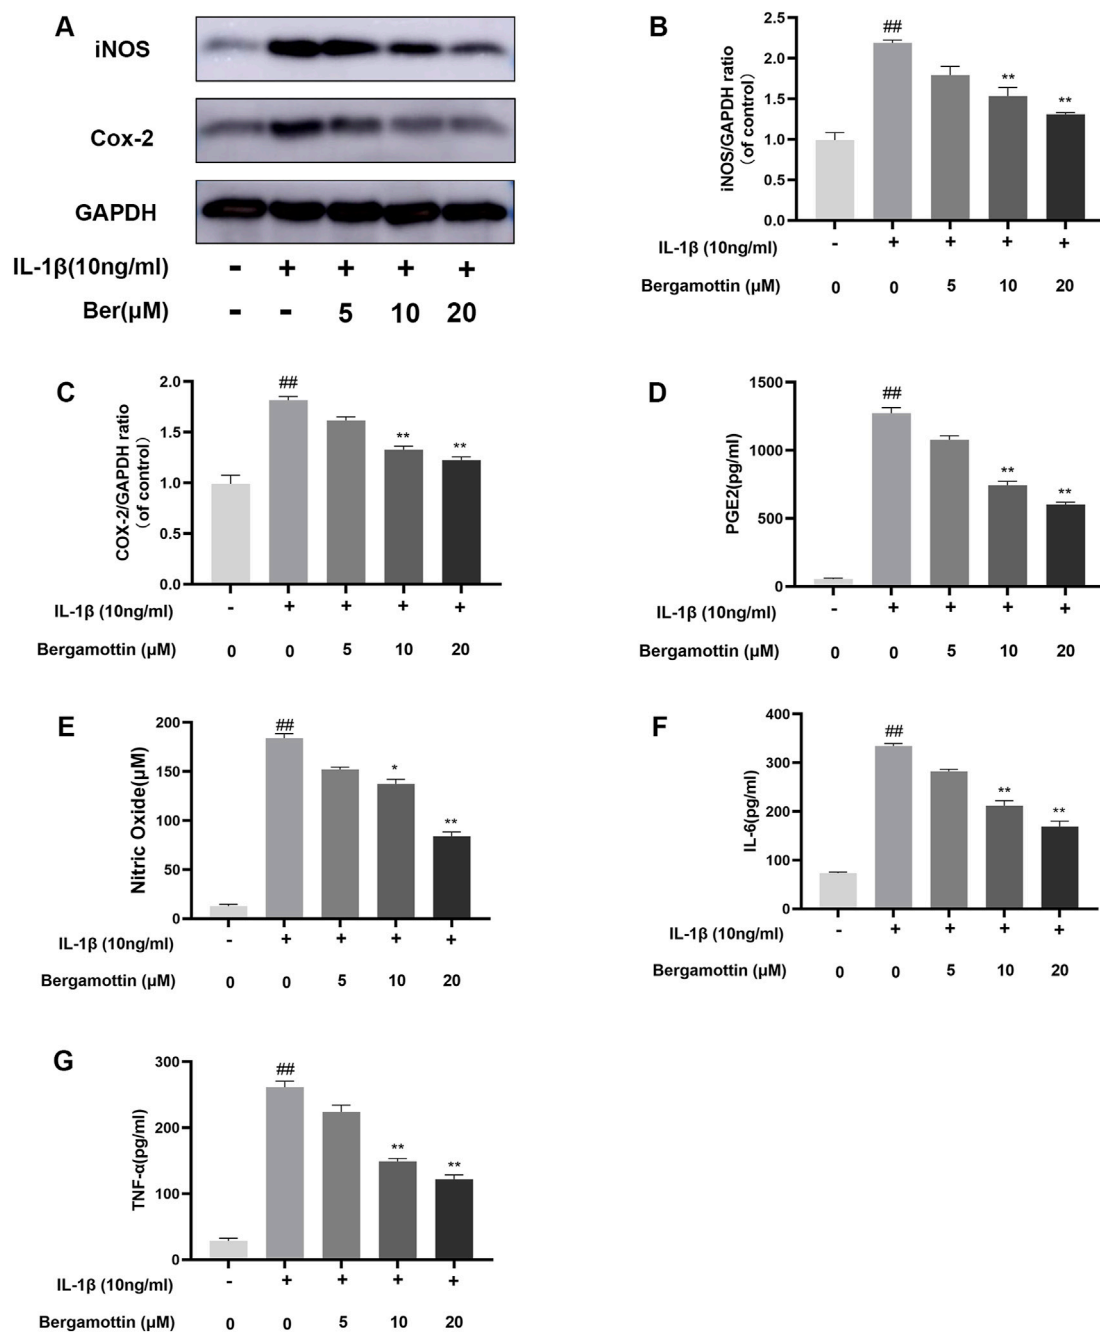 A
iNOS
Cox-2
GAPDH
IL-1β(10ng/ml) - + + + +
Ber(μM) - - 5 10 20
B
iNOS/GAPDH ratio
(of control)
2.5
2.0
1.5
1.0
0.5
0.0
##
**
**
IL-1β (10ng/ml) - + + + +
Bergamottin (μM) 0 0 5 10 20
C
COX-2/GAPDH ratio
(of control)
2.0
1.5
1.0
0.5
0.0
##
**
**
IL-1β (10ng/ml) - + + + +
Bergamottin (μM) 0 0 5 10 20
D
PGE2(pg/ml)
1500
1000
500
0
##
**
**
IL-1β (10ng/ml) - + + + +
Bergamottin (μM) 0 0 5 10 20
E
Nitric Oxide(μM)
200
150
100
50
0
##
*
**
IL-1β (10ng/ml) - + + + +
Bergamottin (μM) 0 0 5 10 20
F
IL-6(pg/ml)
400
300
200
100
0
##
**
**
IL-1β (10ng/ml) - + + + +
Bergamottin (μM) 0 0 5 10 20
G
TNF-α(pg/ml)
300
200
100
0
##
**
**
IL-1β (10ng/ml) - + + + +
Bergamottin (μM) 0 0 5 10 20